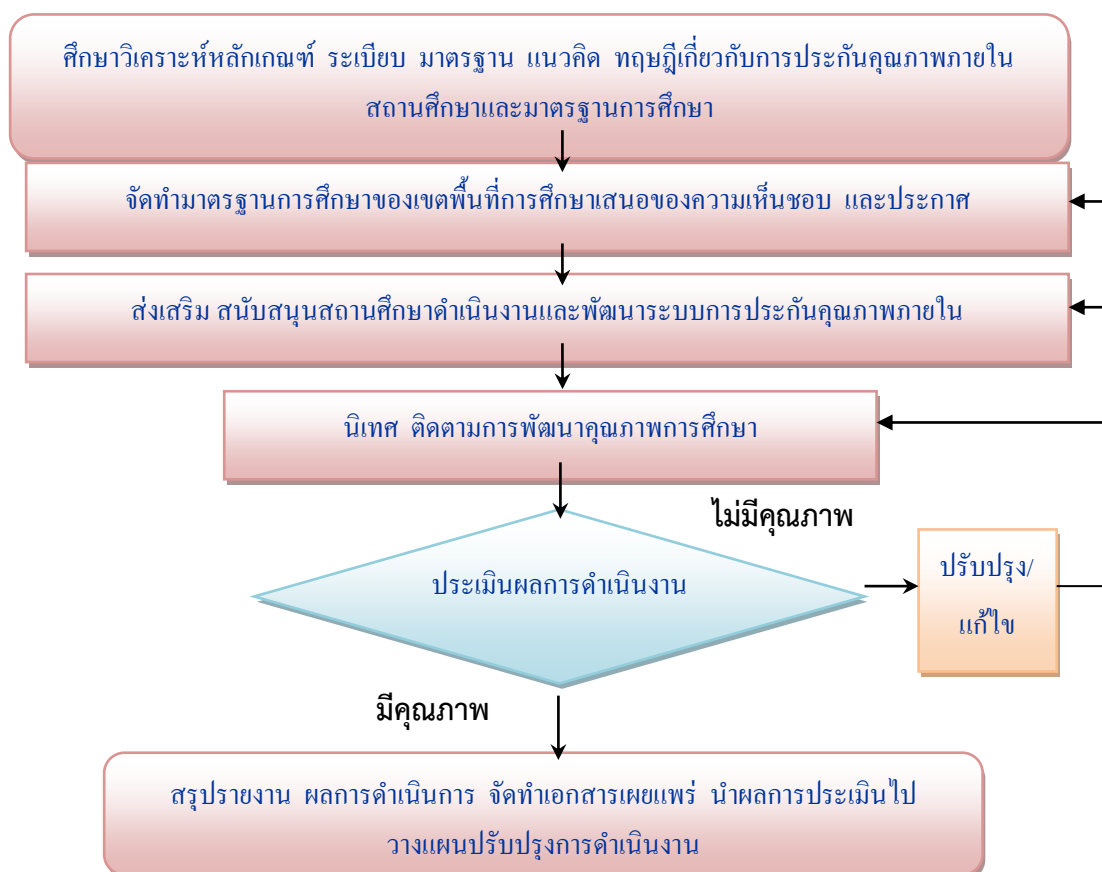 ศึกษาวิเคราะห์หลักเกณฑ์ ระเบียบ มาตรฐาน แนวคิด ทฤษฎีเกี่ยวกับการประกันคุณภาพภายใน
สถานศึกษาและมาตรฐานการศึกษา
จัดทำมาตรฐานการศึกษาของเขตพื้นที่การศึกษาเสนอของความเห็นชอบ และประกาศ
ส่งเสริม สนับสนุนสถานศึกษาดำเนินงานและพัฒนาระบบการประกันคุณภาพภายใน
นิเทศ ติดตามการพัฒนาคุณภาพการศึกษา
ไม่มีคุณภาพ
ประเมินผลการดำเนินงาน
ปรับปรุง/
แก้ไข
มีคุณภาพ
สรุปรายงาน ผลการดำเนินการ จัดทำเอกสารเผยแพร่ นำผลการประเมินไป
วางแผนปรับปรุงการดำเนินงาน